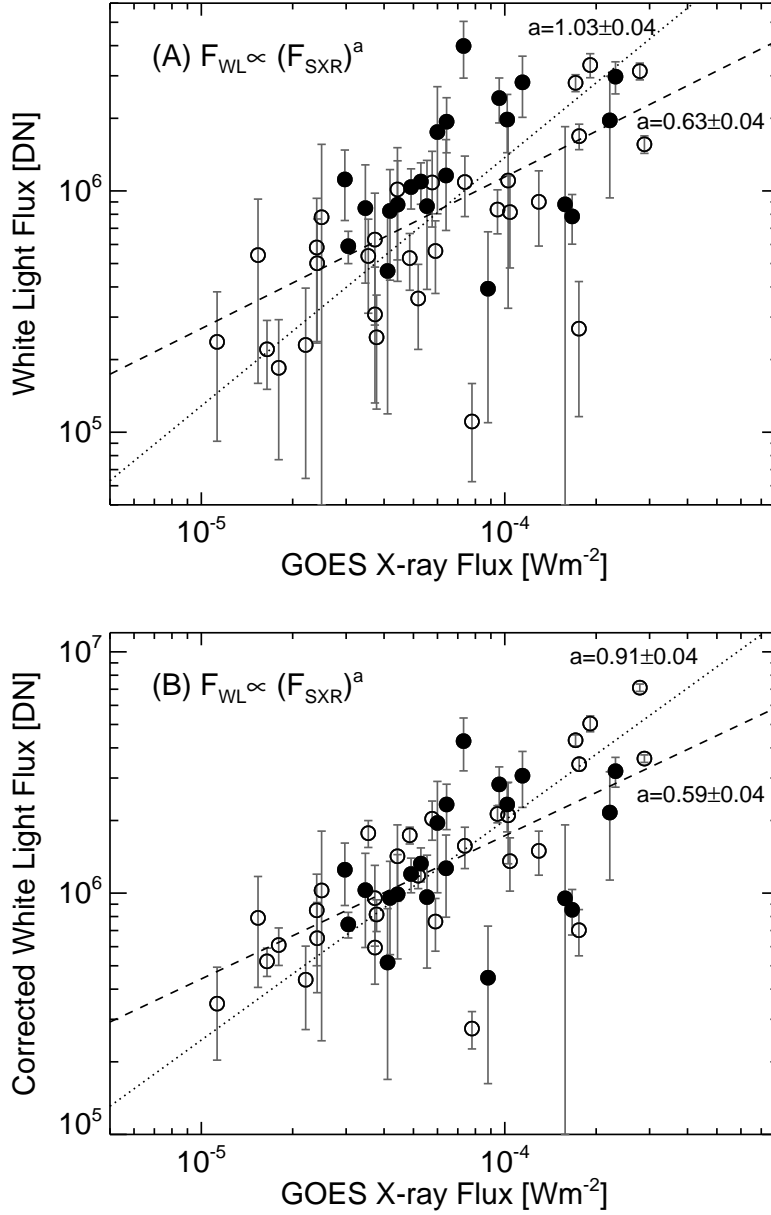 (A) F_WL ∝ (F_SXR)^a
a=1.03±0.04
a=0.63±0.04
10^6
10^5
White Light Flux [DN]
10^-5
10^-4
GOES X-ray Flux [Wm^-2]
10^7
(B) F_WL ∝ (F_SXR)^a
a=0.91±0.04
a=0.59±0.04
10^6
10^5
Corrected White Light Flux [DN]
10^-5
10^-4
GOES X-ray Flux [Wm^-2]